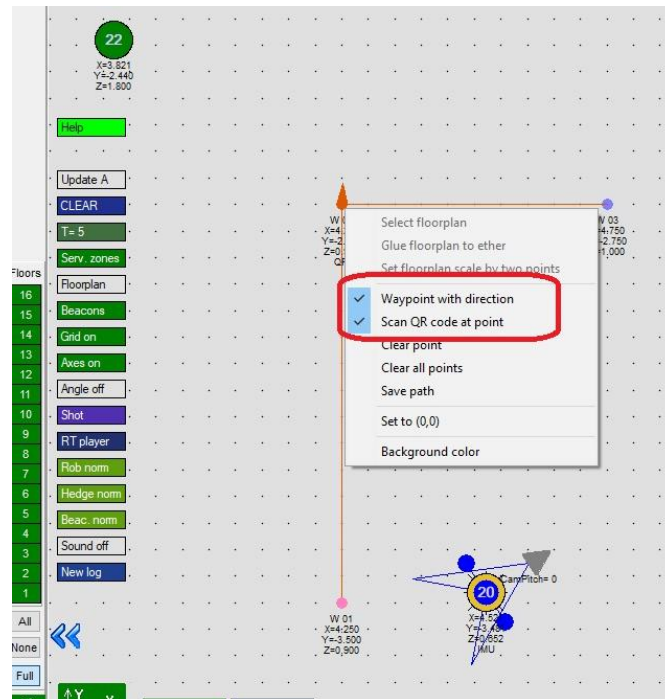 22
X=3.821
Y=-2.440
Z=1.800
Help
Update A
CLEAR
T= 5
Serv. zones
Floorplan
Beacons
Grid on
Axes on
Angle off
Shot
RT player
Rob norm
Hedge norm
Beac. norm
Sound off
New log
Floors
16
15
14
13
12
11
10
9
8
7
6
5
4
3
2
1
All
None
Full
Select floorplan
Glue floorplan to ether
Set floorplan scale by two points
Waypoint with direction
Scan QR code at point
Clear point
Clear all points
Save path
Set to (0,0)
Background color
W 01
X=4.250
Y=-3.500
Z=0,900
CamPitch= 0
20
IMU